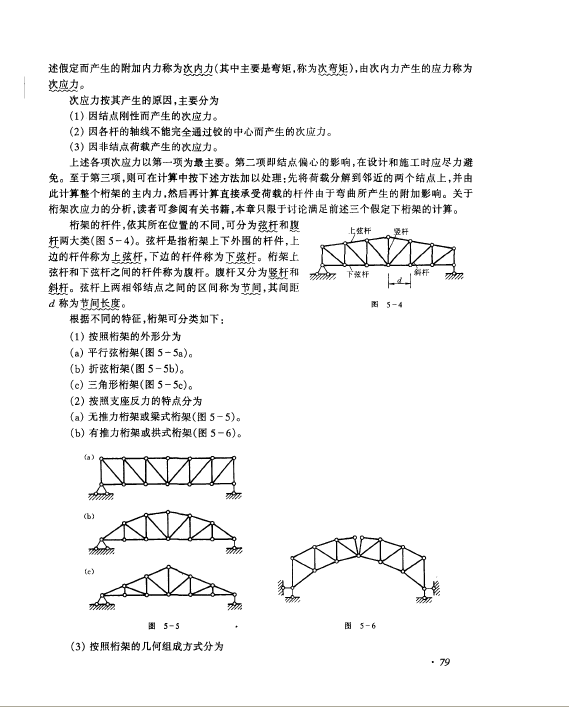 述假定而产生的附加内力称为次内力(其中主要是弯矩,称为次弯矩),由次内力产生的应力称为
次应力。
次应力按其产生的原因,主要分为
(1) 因结点刚性而产生的次应力。
(2) 因各杆的轴线不能完全通过铰的中心而产生的次应力。
(3) 因非结点荷载产生的次应力。
上述各项次应力以第一项为最主要。第二项即结点偏心的影响,在设计和施工时应尽力避
免。至于第三项,则可在计算中按下述方法加以处理:先将荷载分解到邻近的两个结点上,并由
此计算整个桁架的主内力,然后再计算直接承受荷载的杆件由于弯曲所产生的附加影响。关于
桁架次应力的分析,读者可参阅有关书籍,本章只限于讨论满足前述三个假定下桁架的计算。
桁架的杆件,依其所在位置的不同,可分为弦杆和腹
杆两大类(图 5-4)。弦杆是指桁架上下外围的杆件,上
边的杆件称为上弦杆,下边的杆件称为下弦杆。桁架上
弦杆和下弦杆之间的杆件称为腹杆。腹杆又分为竖杆和
斜杆。弦杆上两相邻结点之间的区间称为节间,其间距
d 称为节间长度。
上弦杆 竖杆
下弦杆 斜杆
d
图 5-4
根据不同的特征,桁架可分类如下:
(1) 按照桁架的外形分为
(a) 平行弦桁架(图 5-5a)。
(b) 折弦桁架(图 5-5b)。
(c) 三角形桁架(图 5-5c)。
(2) 按照支座反力的特点分为
(a) 无推力桁架或梁式桁架(图 5-5)。
(b) 有推力桁架或拱式桁架(图 5-6)。
(a)
(b)
(c)
图 5-5
图 5-6
(3) 按照桁架的几何组成方式分为
· 79